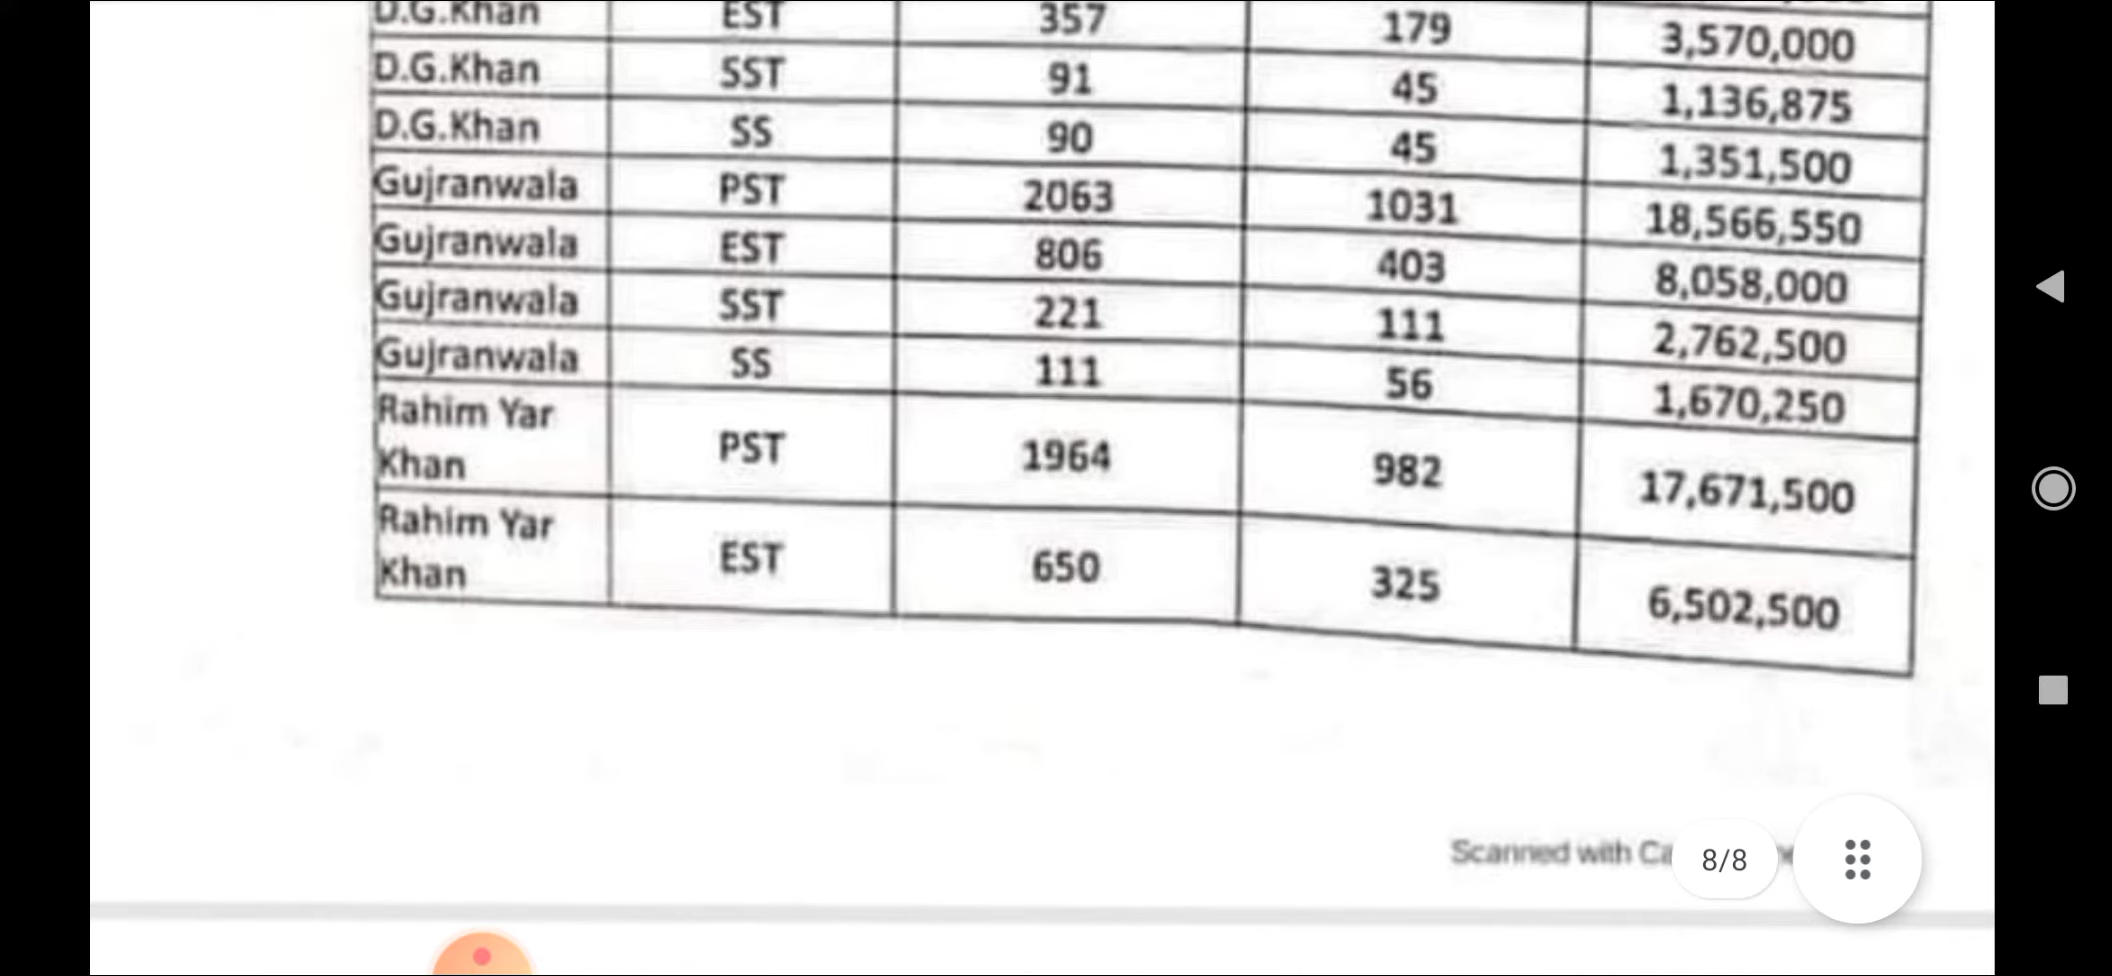 D.G.Khan EST 357 179 3,570,000
D.G.Khan SST 91 45 1,136,875
D.G.Khan SS 90 45 1,351,500
Gujranwala PST 2063 1031 18,566,550
Gujranwala EST 806 403 8,058,000
Gujranwala SST 221 111 2,762,500
Gujranwala SS 111 56 1,670,250
Rahim Yar
Khan PST 1964 982 17,671,500
Rahim Yar
Khan EST 650 325 6,502,500
Scanned with
8/8